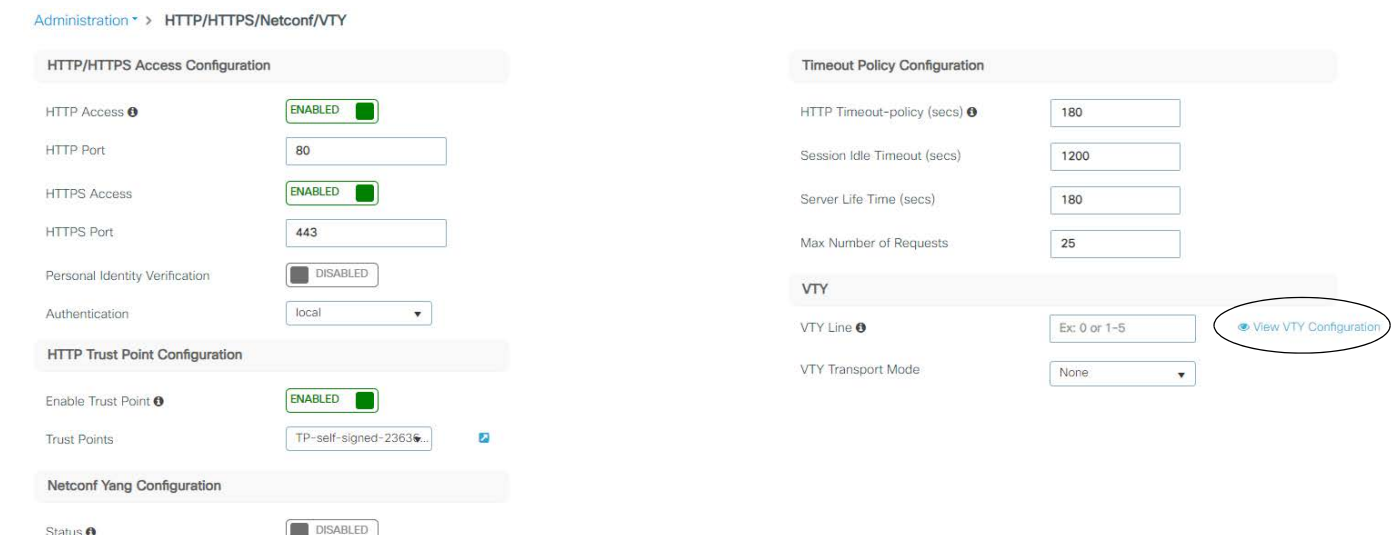 Administration > HTTP/HTTPS/Netconf/VTY
HTTP/HTTPS Access Configuration
HTTP Access
ENABLED
HTTP Port
80
HTTPS Access
ENABLED
HTTPS Port
443
Personal Identity Verification
DISABLED
Authentication
local
HTTP Trust Point Configuration
Enable Trust Point
ENABLED
Trust Points
TP-self-signed-23636...
Netconf Yang Configuration
Status
DISABLED
Timeout Policy Configuration
HTTP Timeout-policy (secs)
180
Session Idle Timeout (secs)
1200
Server Life Time (secs)
180
Max Number of Requests
25
VTY
VTY Line
Ex: 0 or 1-5
View VTY Configuration
VTY Transport Mode
None